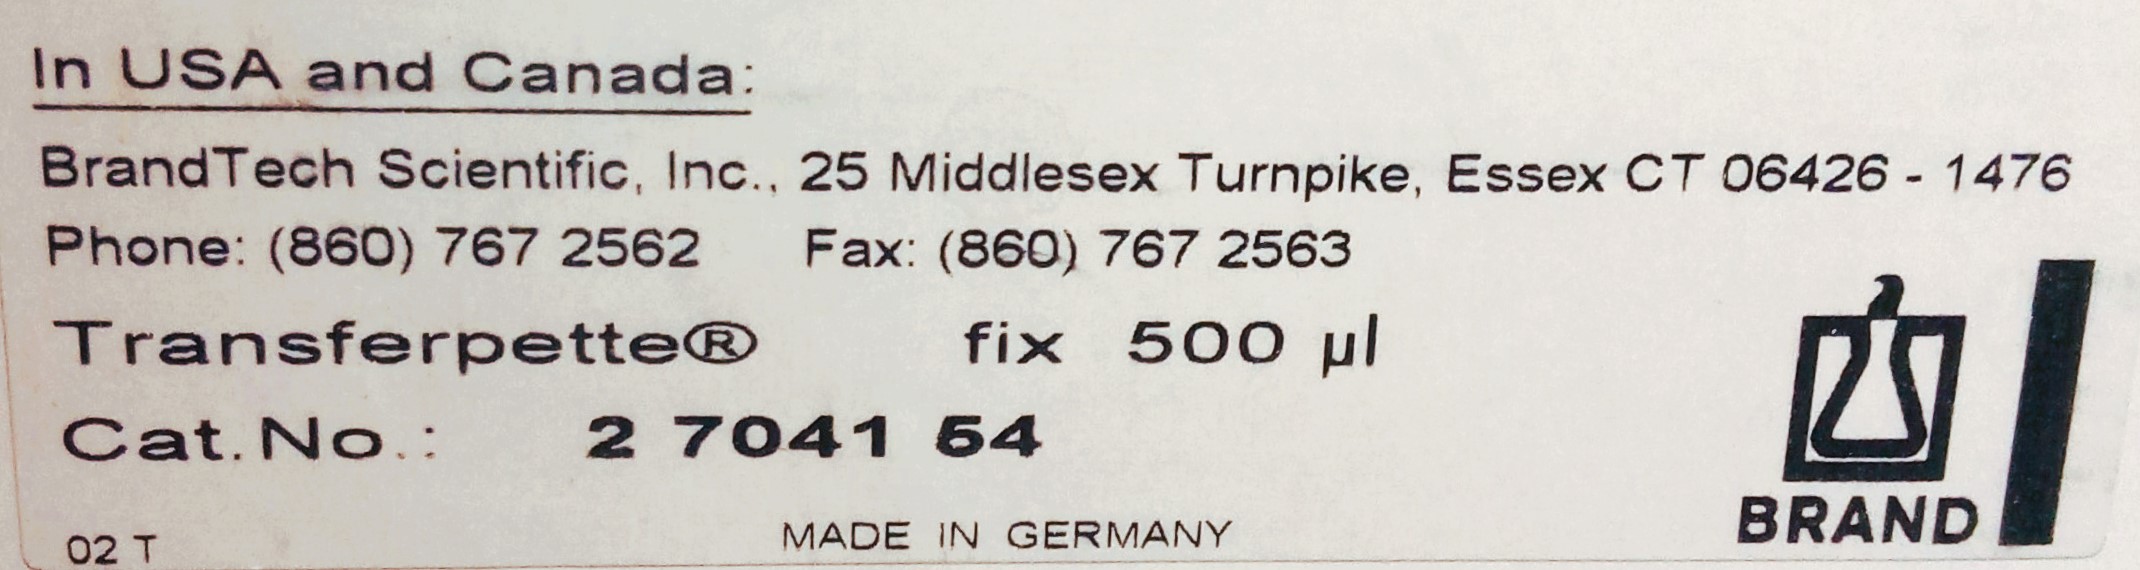 In USA and Canada:
BrandTech Scientific, Inc., 25 Middlesex Turnpike, Essex CT 06426 - 1476
Phone: (860) 767 2562 Fax: (860) 767 2563
Transferpette® fix 500 µl
Cat.No.: 2 7041 54
BRAND
02 T MADE IN GERMANY